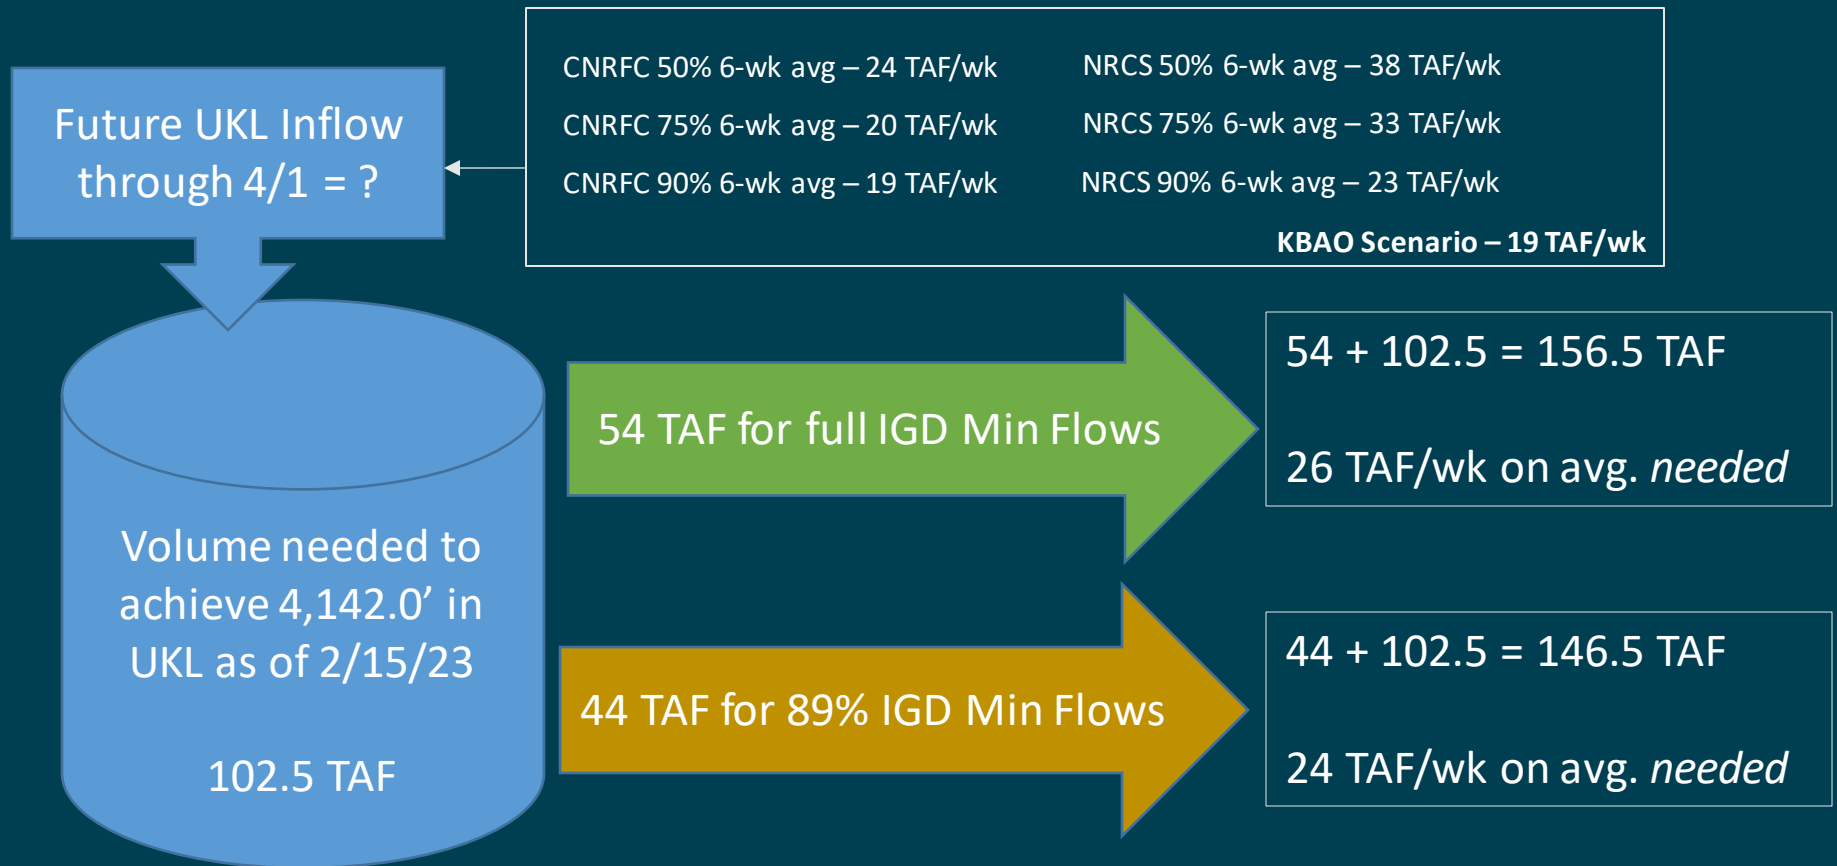 Future UKL Inflow
through 4/1 = ?
CNRFC 50% 6-wk avg – 24 TAF/wk
CNRFC 75% 6-wk avg – 20 TAF/wk
CNRFC 90% 6-wk avg – 19 TAF/wk
NRCS 50% 6-wk avg – 38 TAF/wk
NRCS 75% 6-wk avg – 33 TAF/wk
NRCS 90% 6-wk avg – 23 TAF/wk
KBAO Scenario – 19 TAF/wk
Volume needed to
achieve 4,142.0’ in
UKL as of 2/15/23
102.5 TAF
54 TAF for full IGD Min Flows
54 + 102.5 = 156.5 TAF
26 TAF/wk on avg. needed
44 TAF for 89% IGD Min Flows
44 + 102.5 = 146.5 TAF
24 TAF/wk on avg. needed